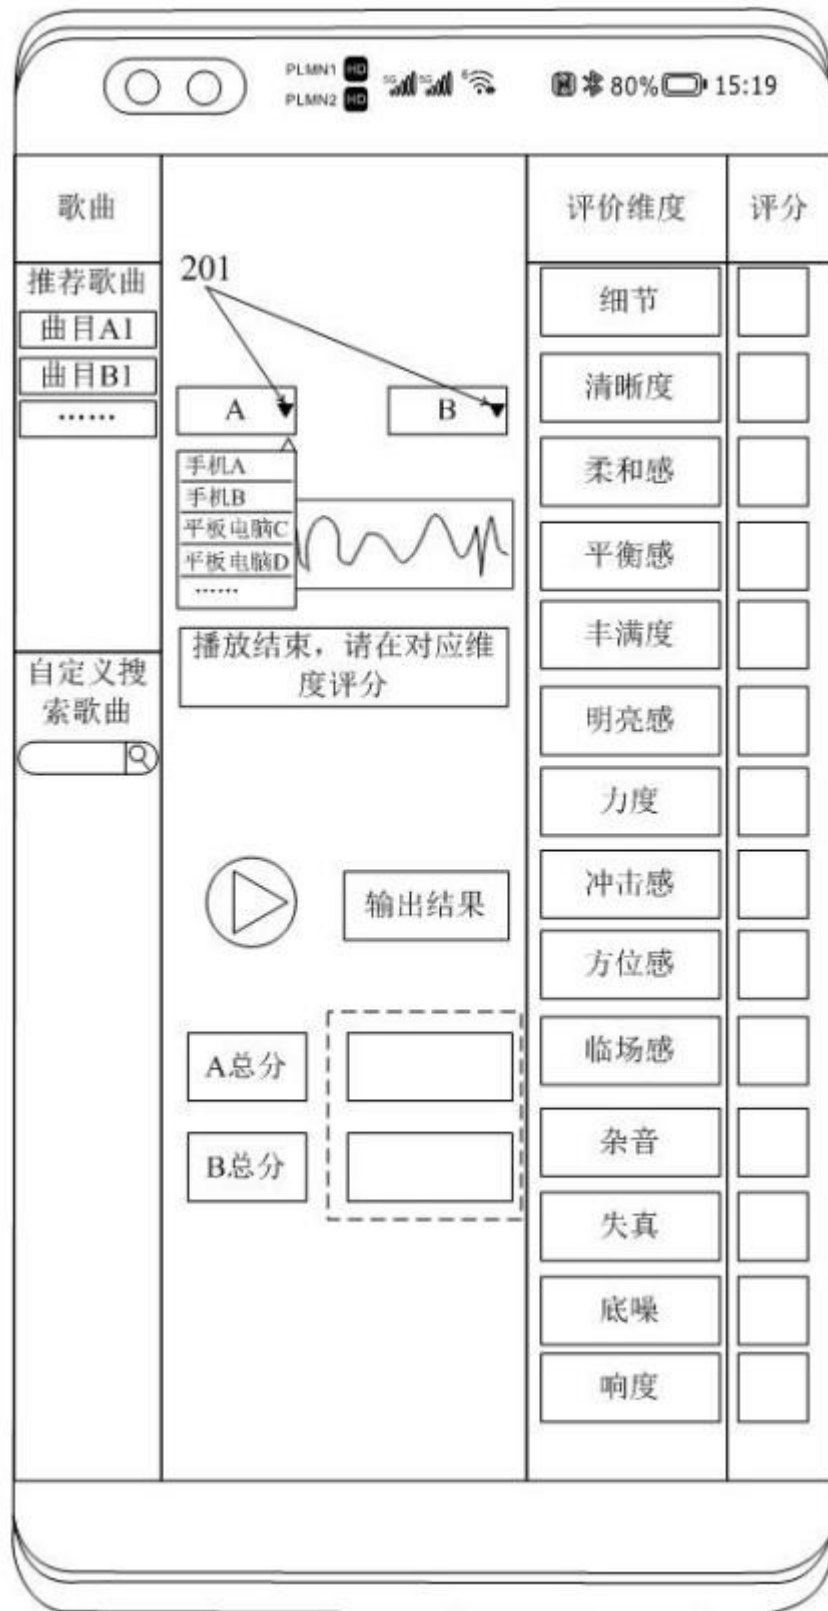 PLMN1 HD
PLMN2 HD
5G 5G 6 80% 15:19
歌曲
推荐歌曲
曲目A1
曲目B1
……
自定义搜
索歌曲
201
A
B
手机A
手机B
平板电脑C
平板电脑D
……
播放结束，请在对应维
度评分
输出结果
A总分
B总分
评价维度
评分
细节
清晰度
柔和感
平衡感
丰满度
明亮感
力度
冲击感
方位感
临场感
杂音
失真
底噪
响度